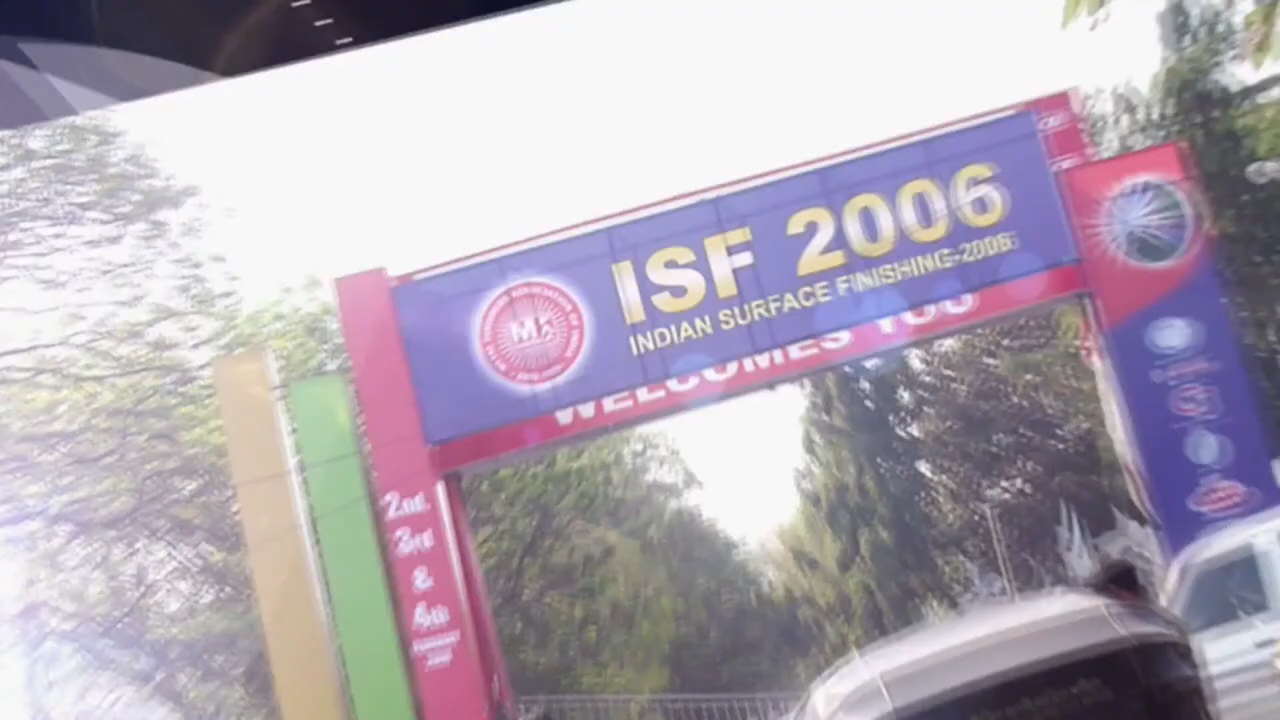 ISF 2006
INDIAN SURFACE FINISHING-2006
WELCOMES YOU
2nd,
3rd
&
4th